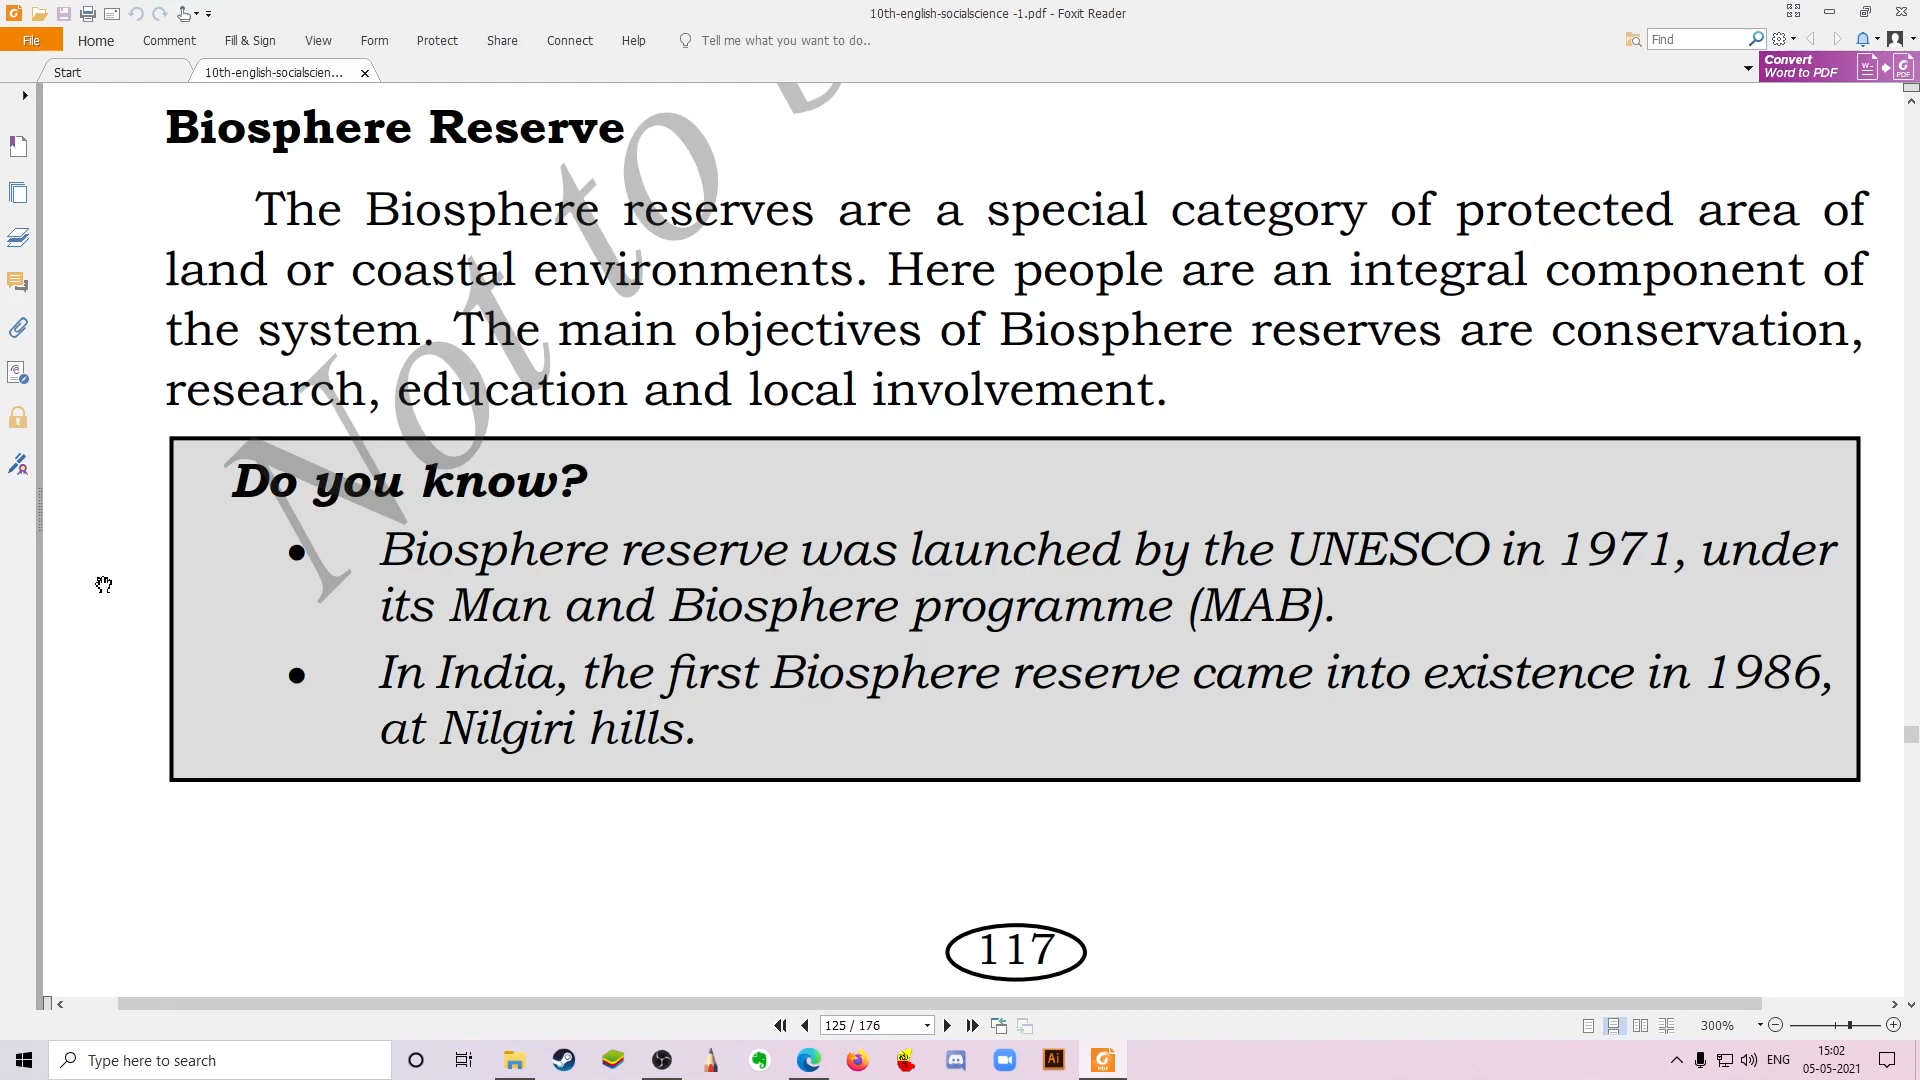 10th-english-socialscience -1.pdf - Foxit Reader
File Home Comment Fill & Sign View Form Protect Share Connect Help Tell me what you want to do.. Find
Start 10th-english-socialscien... Convert
Word to PDF
Biosphere Reserve
The Biosphere reserves are a special category of protected area of
land or coastal environments. Here people are an integral component of
the system. The main objectives of Biosphere reserves are conservation,
research, education and local involvement.
Not to
Do you know?
• Biosphere reserve was launched by the UNESCO in 1971, under
its Man and Biosphere programme (MAB).
• In India, the first Biosphere reserve came into existence in 1986,
at Nilgiri hills.
117
125 / 176 300%
Type here to search Ai ENG 15:02
05-05-2021